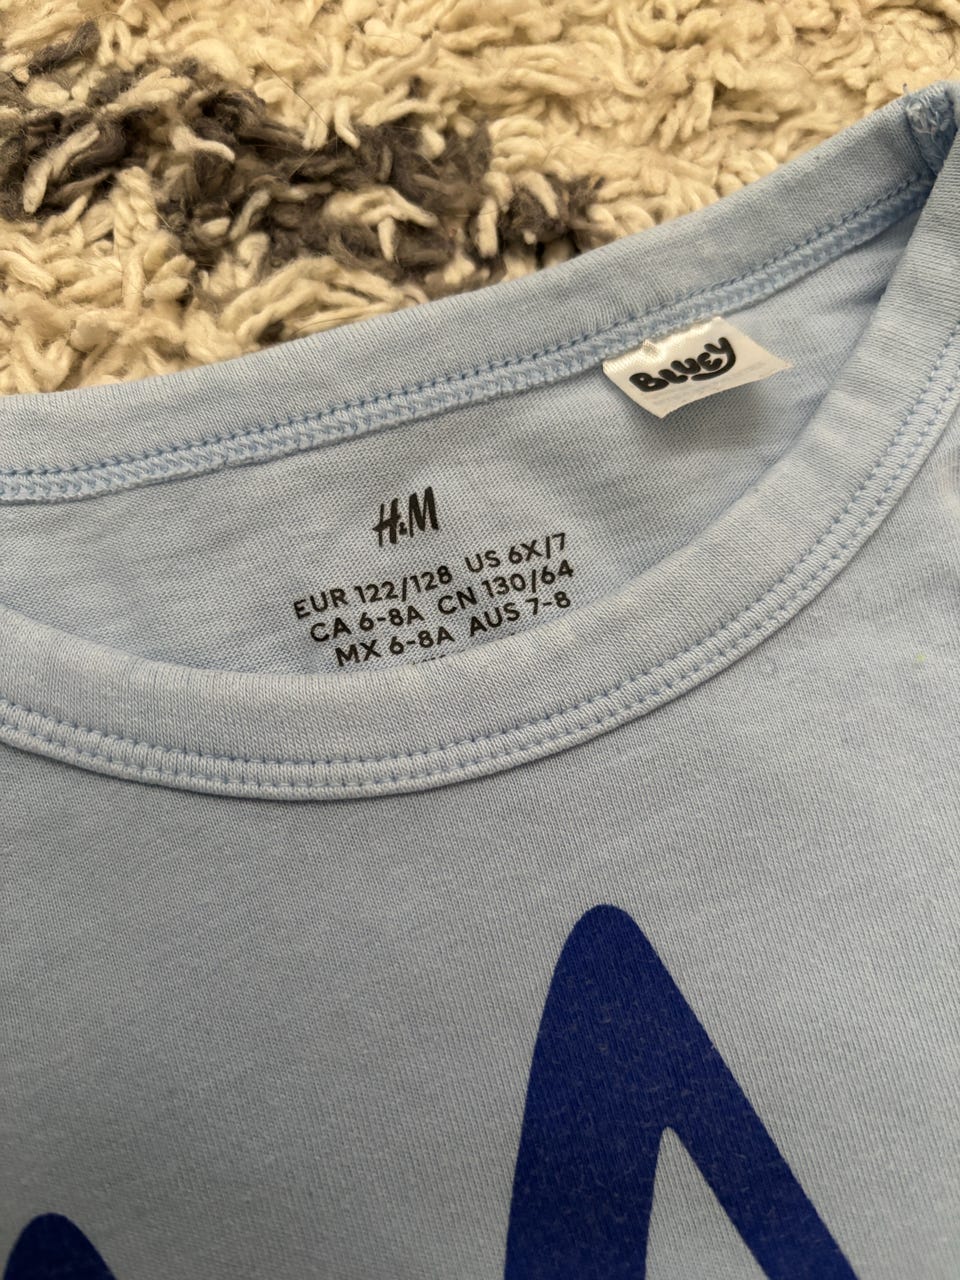 BLUEY
H&M
EUR 122/128 US 6X/7
CA 6-8A CN 130/64
MX 6-8A AUS 7-8